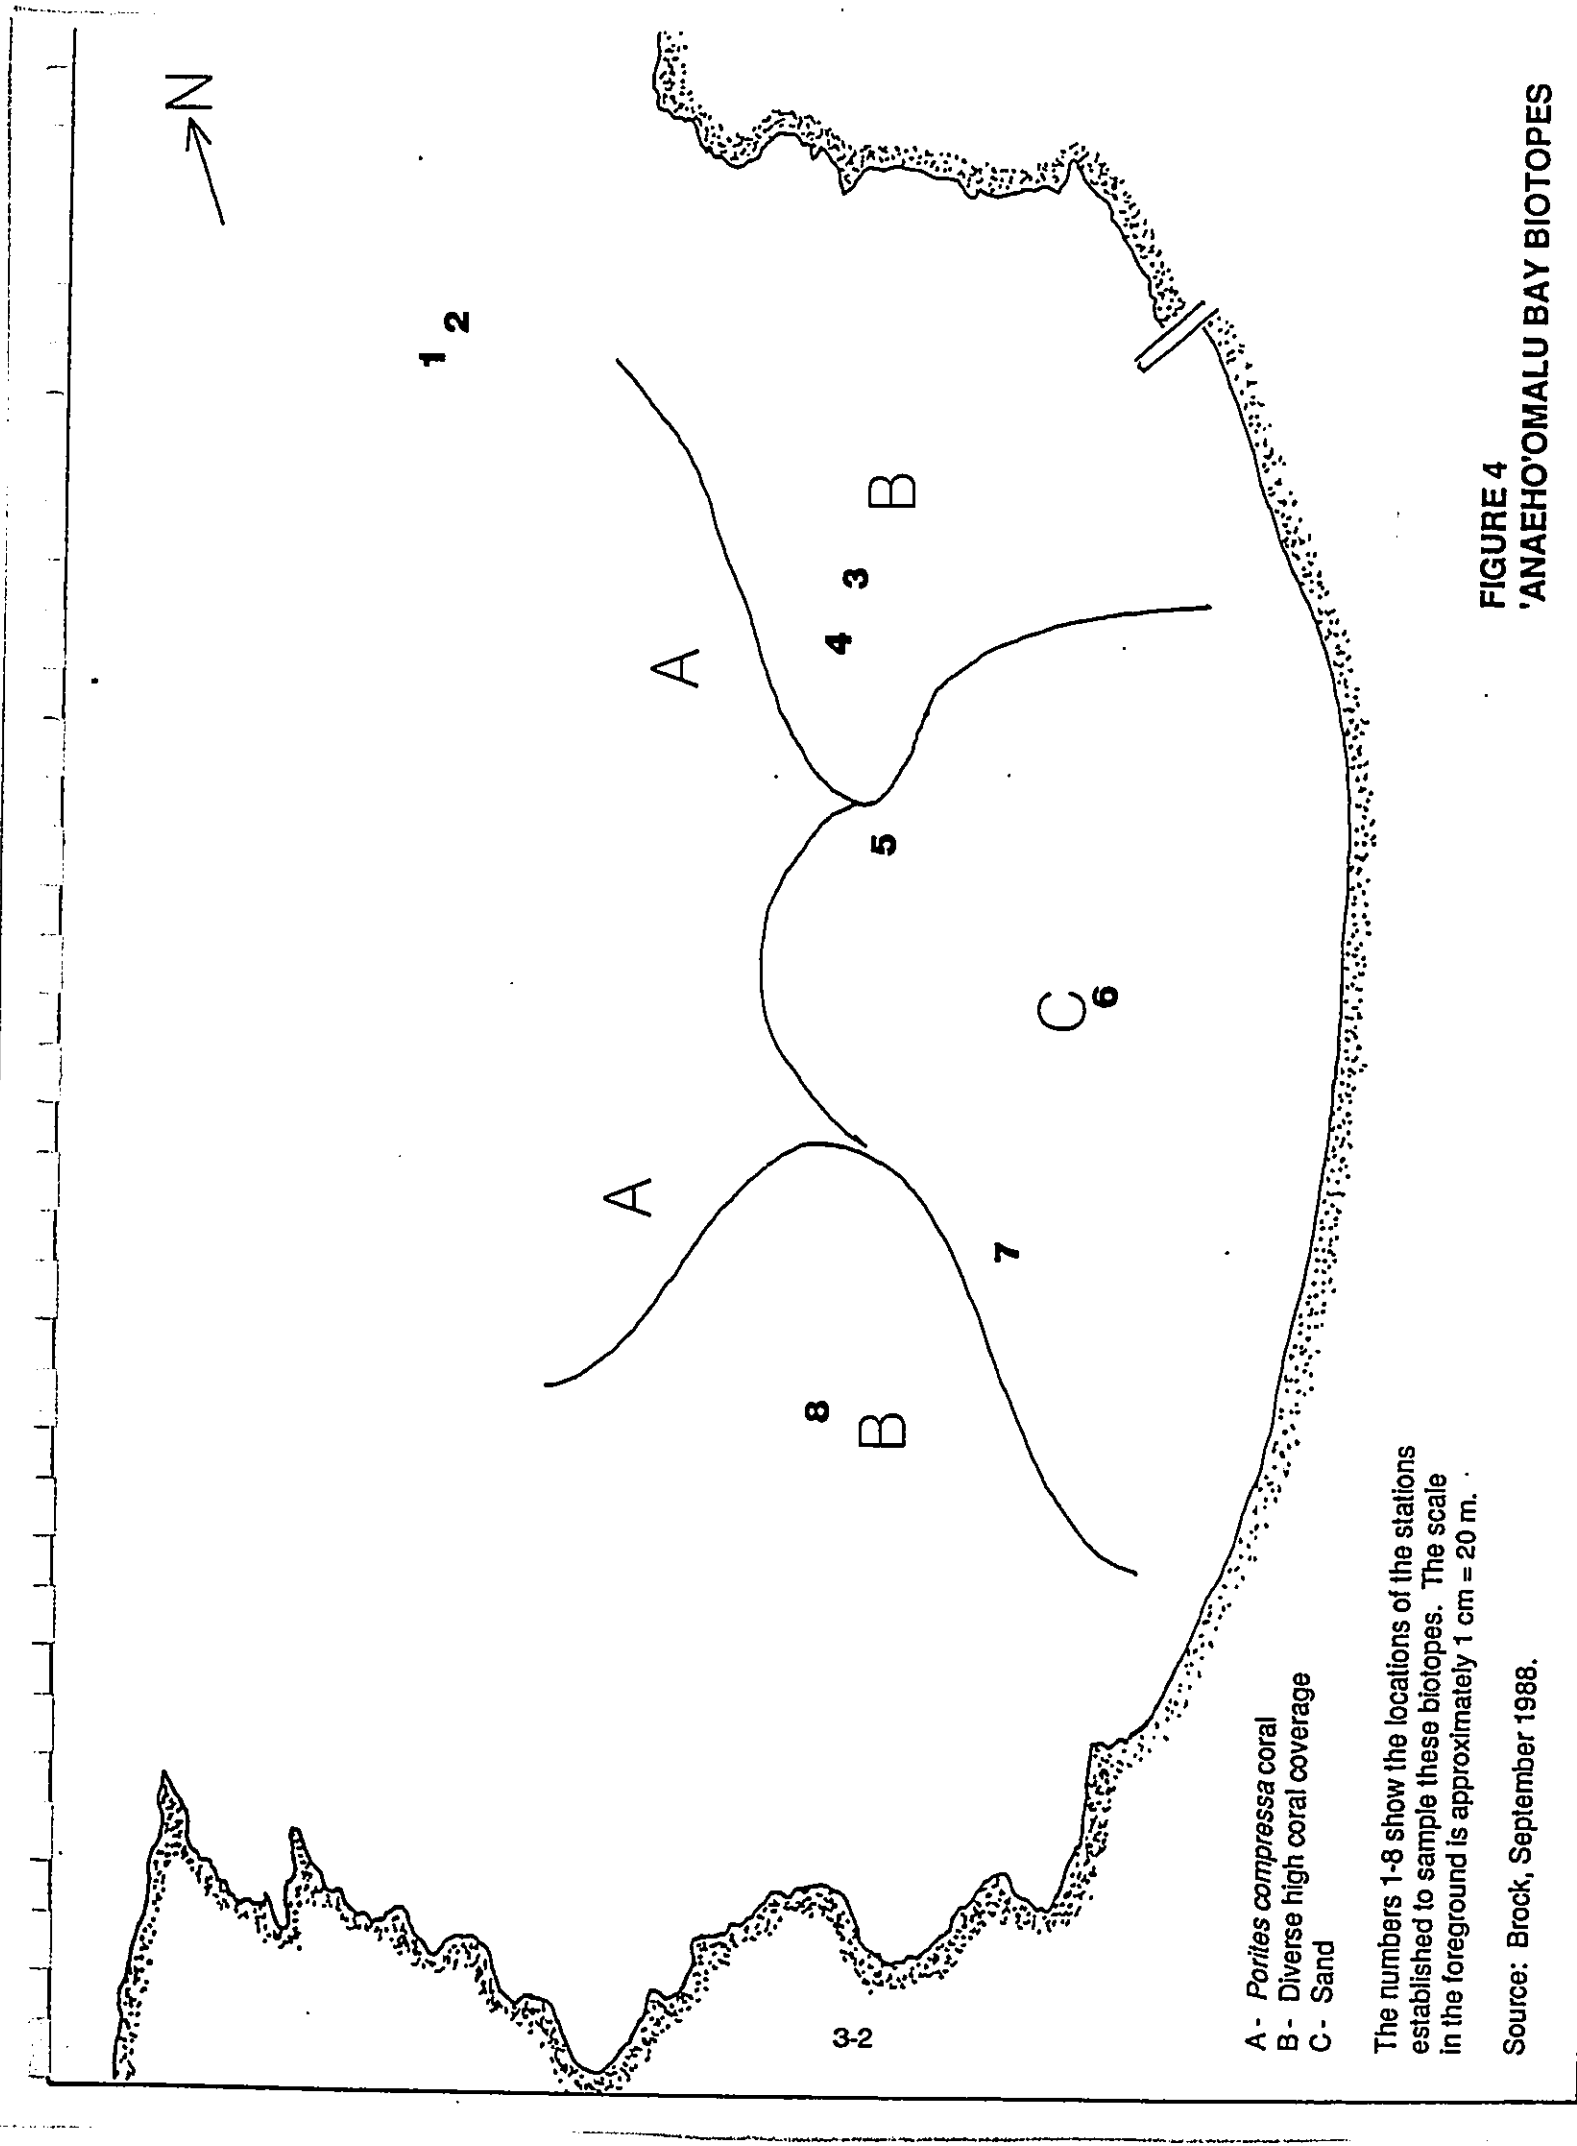 N
1
2
A
B
3
4
5
C
6
A
7
8
B
A - Porites compressa coral
B - Diverse high coral coverage
C - Sand
The numbers 1-8 show the locations of the stations
established to sample these biotopes. The scale
in the foreground is approximately 1 cm = 20 m.
Source: Brock, September 1988.
FIGURE 4
'ANAEHO'OMALU BAY BIOTOPES
3-2